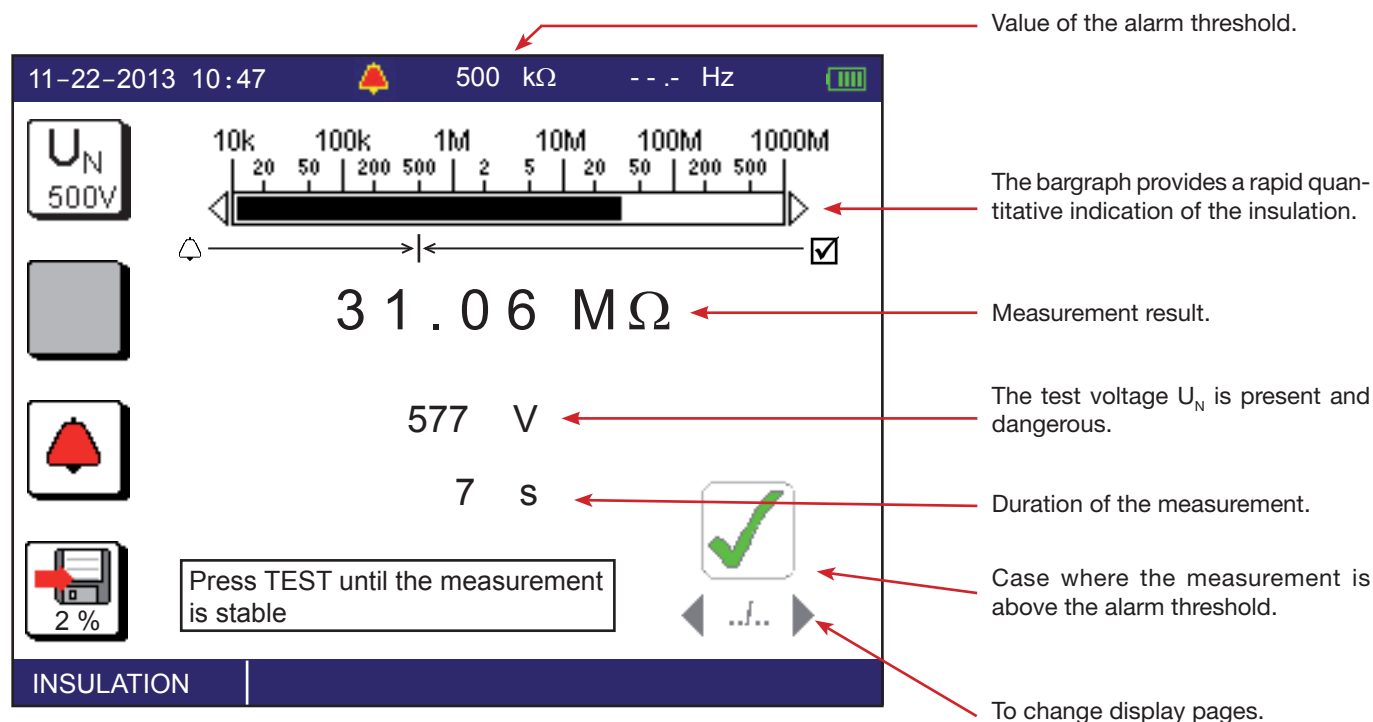 Value of the alarm threshold.
11-22-2013 10:47 500 kΩ - - .- Hz
UN
500V
10k 100k 1M 10M 100M 1000M
20 50 200 500 2 5 20 50 200 500
The bargraph provides a rapid quan-
titative indication of the insulation.
31.06 MΩ
Measurement result.
577 V
The test voltage UN is present and
dangerous.
7 s
Duration of the measurement.
Press TEST until the measurement
is stable
2 %
../..
Case where the measurement is
above the alarm threshold.
INSULATION
To change display pages.